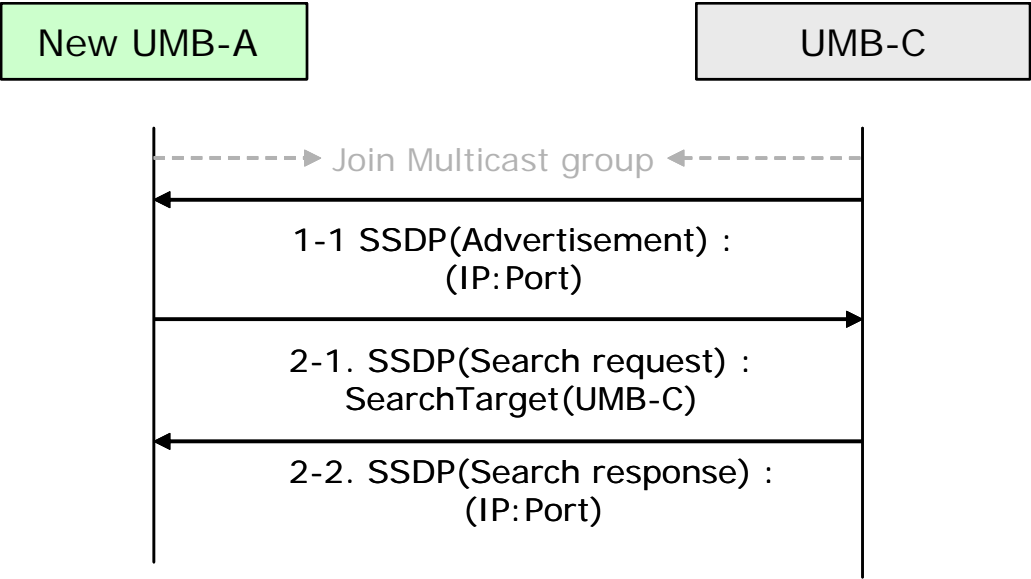 New UMB-A
UMB-C
Join Multicast group
1-1 SSDP(Advertisement) :
(IP:Port)
2-1. SSDP(Search request) :
SearchTarget(UMB-C)
2-2. SSDP(Search response) :
(IP:Port)